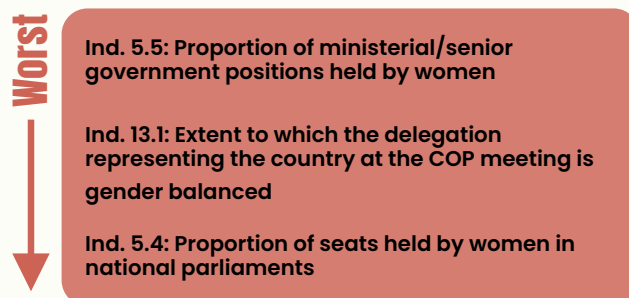 Worst
Ind. 5.5: Proportion of ministerial/senior
government positions held by women
Ind. 13.1: Extent to which the delegation
representing the country at the COP meeting is
gender balanced
Ind. 5.4: Proportion of seats held by women in
national parliaments